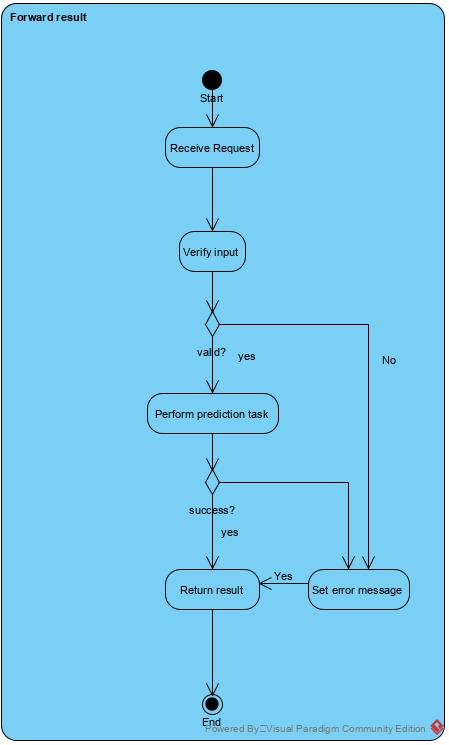 Forward result
Start
Receive Request
Verify input
valid?
yes
No
Perform prediction task
success?
yes
Yes
Return result
Set error message
End
Powered By Visual Paradigm Community Edition